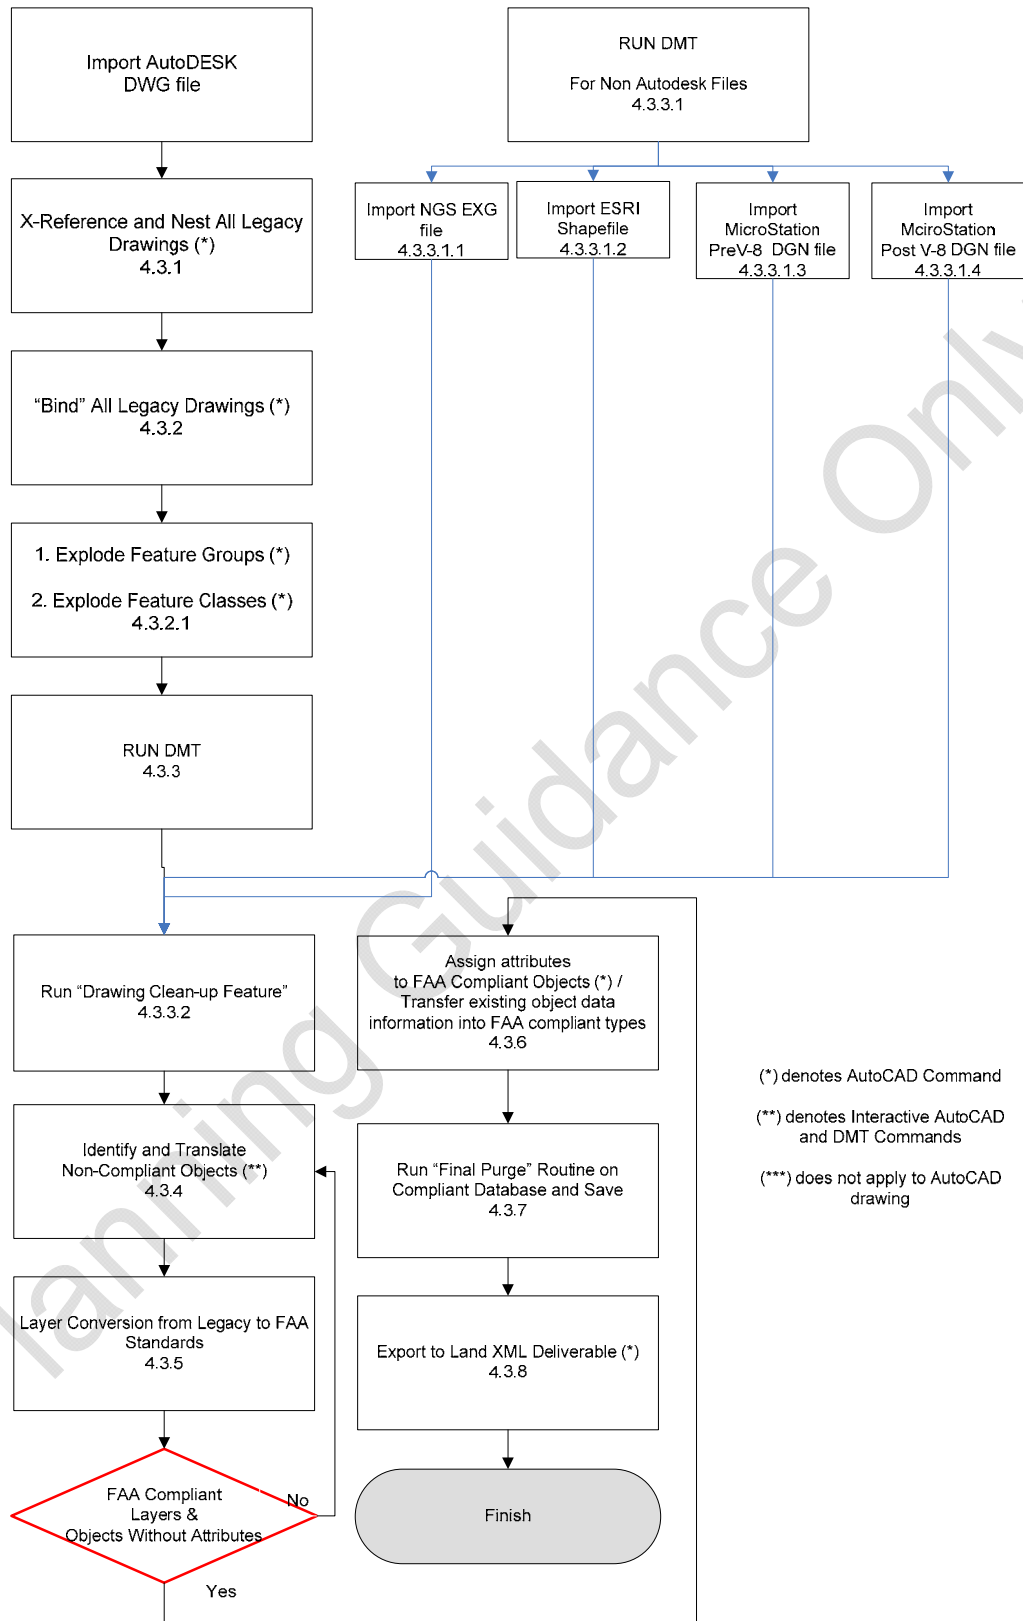 Import AutoDESK
DWG file
RUN DMT
For Non Autodesk Files
4.3.3.1
X-Reference and Nest All Legacy
Drawings (*)
4.3.1
Import NGS EXG
file
4.3.3.1.1
Import ESRI
Shapefile
4.3.3.1.2
Import
MicroStation
PreV-8 DGN file
4.3.3.1.3
Import
MciroStation
Post V-8 DGN file
4.3.3.1.4
“Bind” All Legacy Drawings (*)
4.3.2
1. Explode Feature Groups (*)
2. Explode Feature Classes (*)
4.3.2.1
RUN DMT
4.3.3
Run “Drawing Clean-up Feature”
4.3.3.2
Identify and Translate
Non-Compliant Objects (**)
4.3.4
Layer Conversion from Legacy to FAA
Standards
4.3.5
FAA Compliant
Layers &
Objects Without Attributes
No
Yes
Assign attributes
to FAA Compliant Objects (*) /
Transfer existing object data
information into FAA compliant types
4.3.6
Run “Final Purge” Routine on
Compliant Database and Save
4.3.7
Export to Land XML Deliverable (*)
4.3.8
Finish
(*) denotes AutoCAD Command
(**) denotes Interactive AutoCAD
and DMT Commands
(***) does not apply to AutoCAD
drawing
lanning Guidance Only